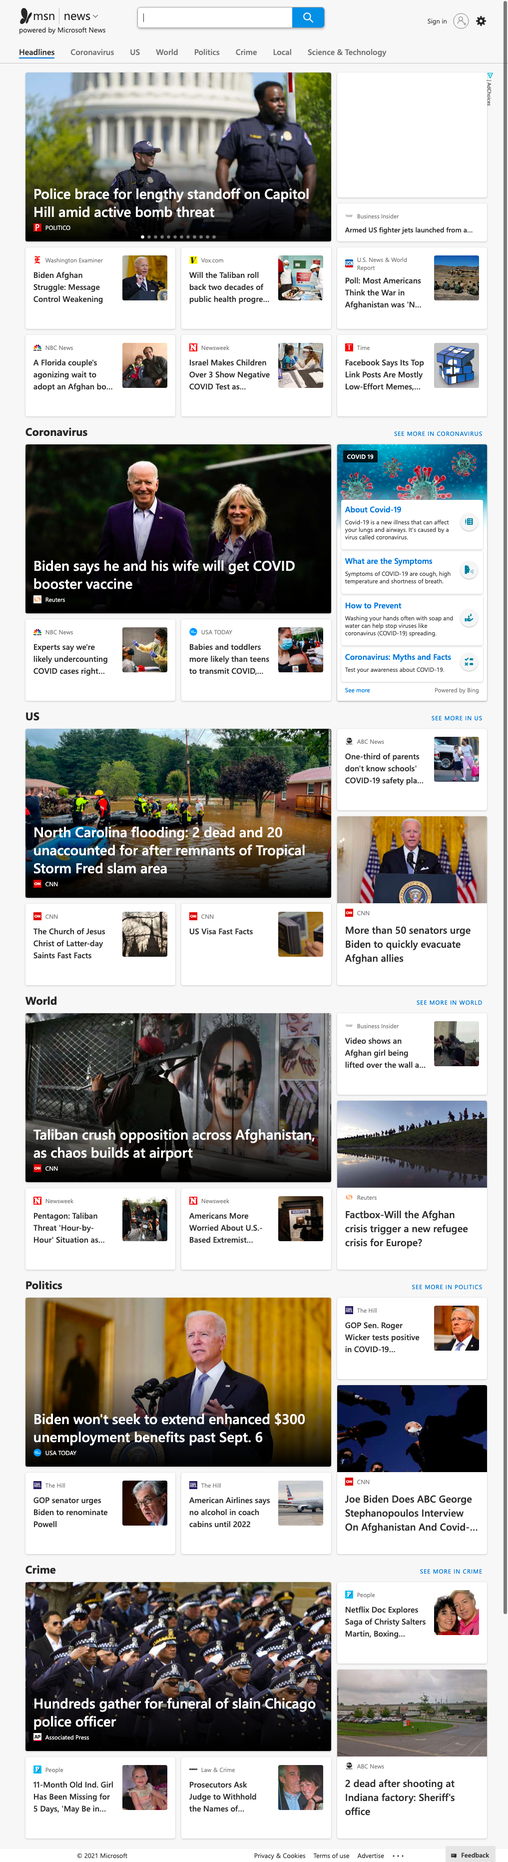 msn | news
powered by Microsoft News
Sign in
Headlines Coronavirus US World Politics Crime Local Science & Technology
Police brace for lengthy standoff on Capitol
Hill amid active bomb threat
POLITICO
AdChoices
Business Insider
Armed US fighter jets launched from a...
Washington Examiner
Biden Afghan
Struggle: Message
Control Weakening
Vox.com
Will the Taliban roll
back two decades of
public health progre...
U.S. News & World
Report
Poll: Most Americans
Think the War in
Afghanistan was 'N...
NBC News
A Florida couple's
agonizing wait to
adopt an Afghan bo...
Newsweek
Israel Makes Children
Over 3 Show Negative
COVID Test as...
Time
Facebook Says Its Top
Link Posts Are Mostly
Low-Effort Memes,...
Coronavirus
SEE MORE IN CORONAVIRUS
Biden says he and his wife will get COVID
booster vaccine
Reuters
COVID 19
About Covid-19
Covid-19 is a new illness that can affect
your lungs and airways. It's caused by a
virus called coronavirus.
What are the Symptoms
Symptoms of COVID-19 are cough, high
temperature and shortness of breath.
How to Prevent
Washing your hands often with soap and
water can help stop viruses like
coronavirus (COVID-19) spreading.
Coronavirus: Myths and Facts
Test your awareness about COVID-19.
See more
Powered by Bing
NBC News
Experts say we're
likely undercounting
COVID cases right...
USA TODAY
Babies and toddlers
more likely than teens
to transmit COVID,...
US
SEE MORE IN US
North Carolina flooding: 2 dead and 20
unaccounted for after remnants of Tropical
Storm Fred slam area
CNN
ABC News
One-third of parents
don't know schools'
COVID-19 safety pla...
CNN
The Church of Jesus
Christ of Latter-day
Saints Fast Facts
CNN
US Visa Fast Facts
CNN
More than 50 senators urge
Biden to quickly evacuate
Afghan allies
World
SEE MORE IN WORLD
Taliban crush opposition across Afghanistan,
as chaos builds at airport
CNN
Business Insider
Video shows an
Afghan girl being
lifted over the wall a...
Newsweek
Pentagon: Taliban
Threat 'Hour-by-
Hour' Situation as...
Newsweek
Americans More
Worried About U.S.-
Based Extremist...
Reuters
Factbox-Will the Afghan
crisis trigger a new refugee
crisis for Europe?
Politics
SEE MORE IN POLITICS
Biden won't seek to extend enhanced $300
unemployment benefits past Sept. 6
USA TODAY
The Hill
GOP Sen. Roger
Wicker tests positive
in COVID-19...
The Hill
GOP senator urges
Biden to renominate
Powell
The Hill
American Airlines says
no alcohol in coach
cabins until 2022
CNN
Joe Biden Does ABC George
Stephanopoulos Interview
On Afghanistan And Covid-...
Crime
SEE MORE IN CRIME
Hundreds gather for funeral of slain Chicago
police officer
Associated Press
People
Netflix Doc Explores
Saga of Christy Salters
Martin, Boxing...
People
11-Month Old Ind. Girl
Has Been Missing for
5 Days, 'May Be in...
Law & Crime
Prosecutors Ask
Judge to Withhold
the Names of...
ABC News
2 dead after shooting at
Indiana factory: Sheriff's
office
© 2021 Microsoft
Privacy & Cookies Terms of use Advertise ...
Feedback